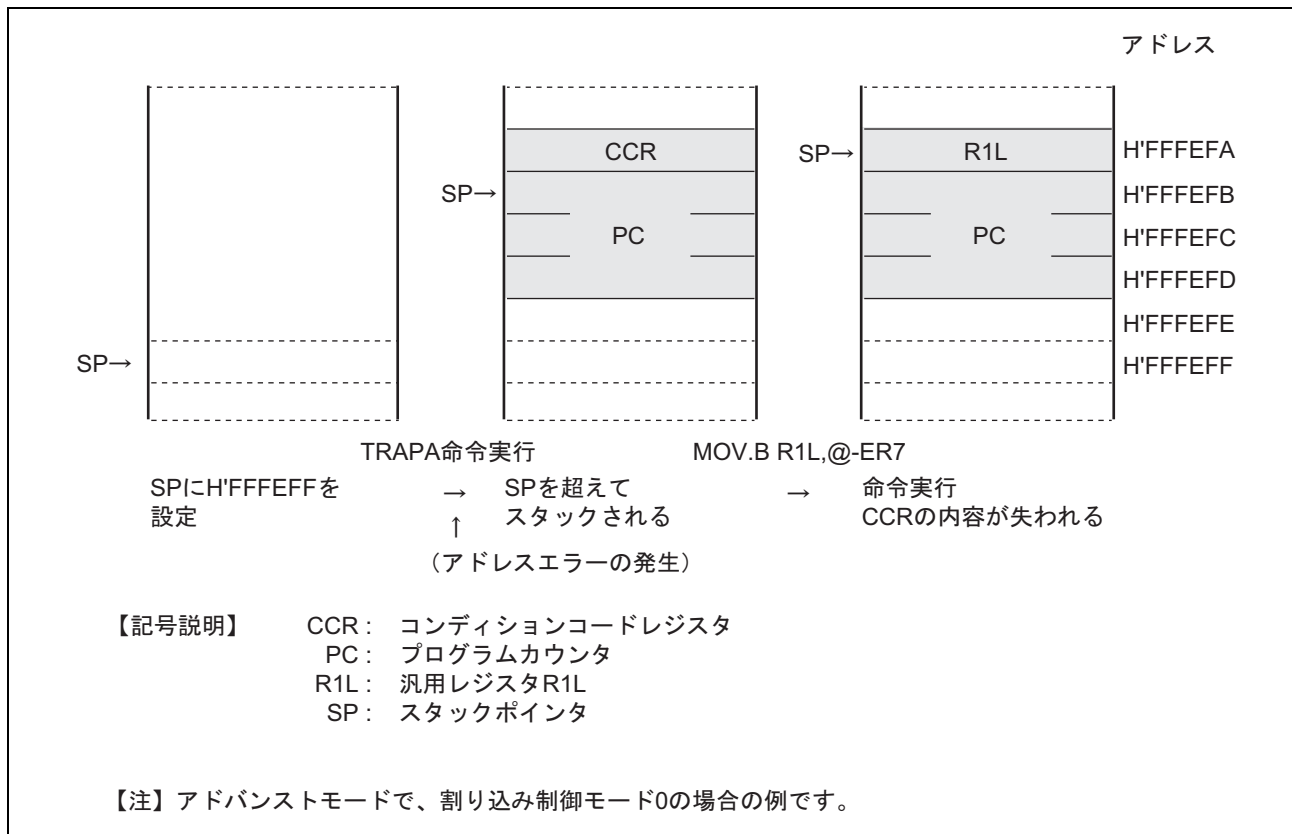 アドレス
CCR
SP→
R1L
H'FFFEFA
SP→
H'FFFEFB
PC
PC
H'FFFEFC
H'FFFEFD
H'FFFEFE
SP→
H'FFFEFF
TRAPA命令実行
MOV.B R1L,@-ER7
SPにH'FFFEFFを
設定
→
↑
SPを超えて
スタックされる
→
命令実行
CCRの内容が失われる
（アドレスエラーの発生）
【記号説明】 CCR : コンディションコードレジスタ
PC : プログラムカウンタ
R1L : 汎用レジスタR1L
SP : スタックポインタ
【注】アドバンストモードで、割り込み制御モード0の場合の例です。